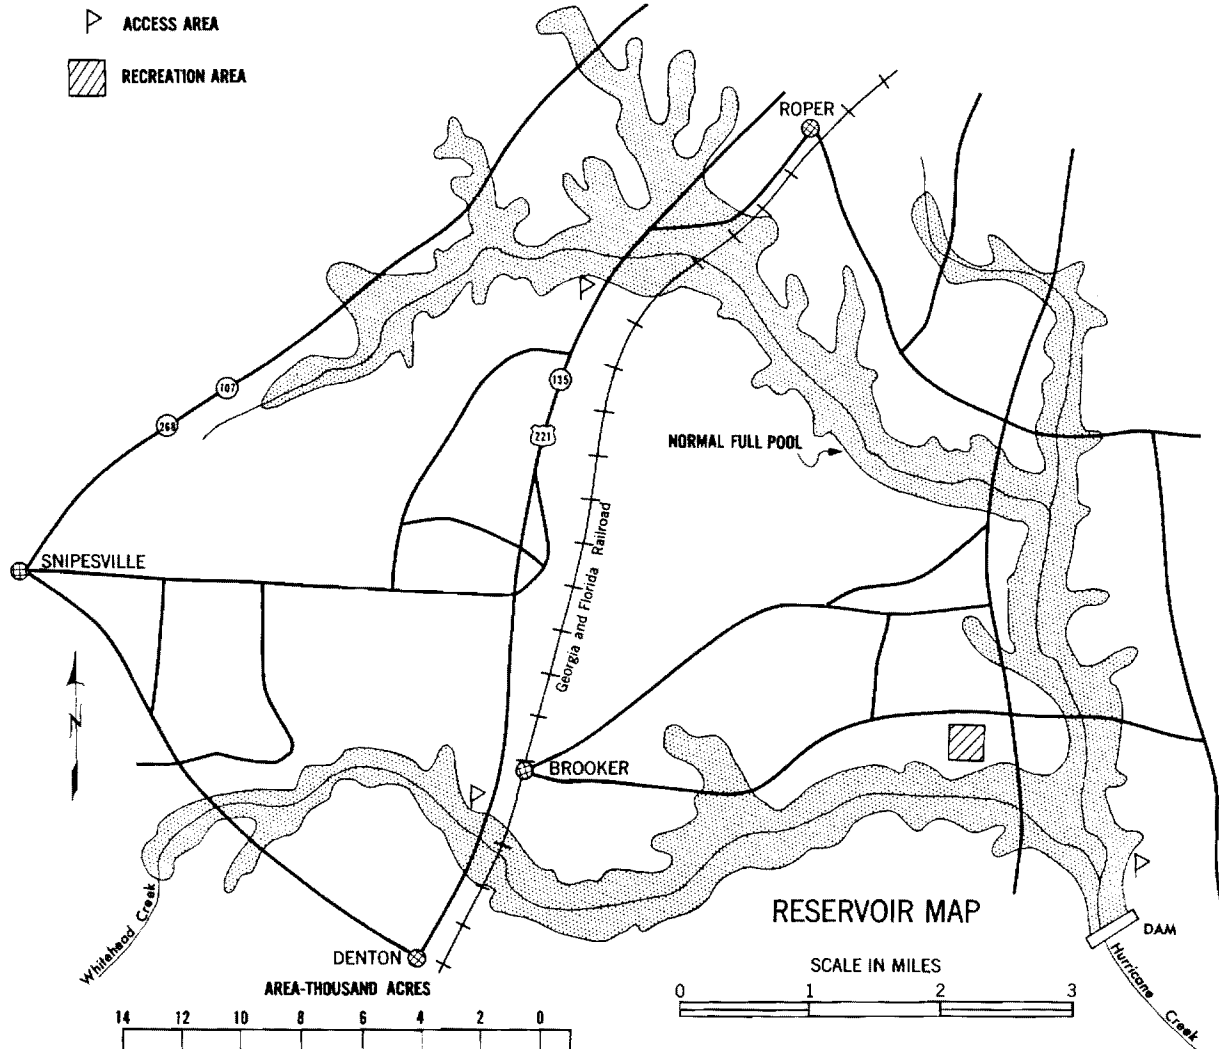 ACCESS AREA
RECREATION AREA
ROPER
107
268
135
221
NORMAL FULL POOL
SNIPESVILLE
Georgia and Florida Railroad
N
BROOKER
Whitehead Creek
DENTON
RESERVOIR MAP
DAM
Hurricane Creek
SCALE IN MILES
0 1 2 3
AREA-THOUSAND ACRES
14 12 10 8 6 4 2 0